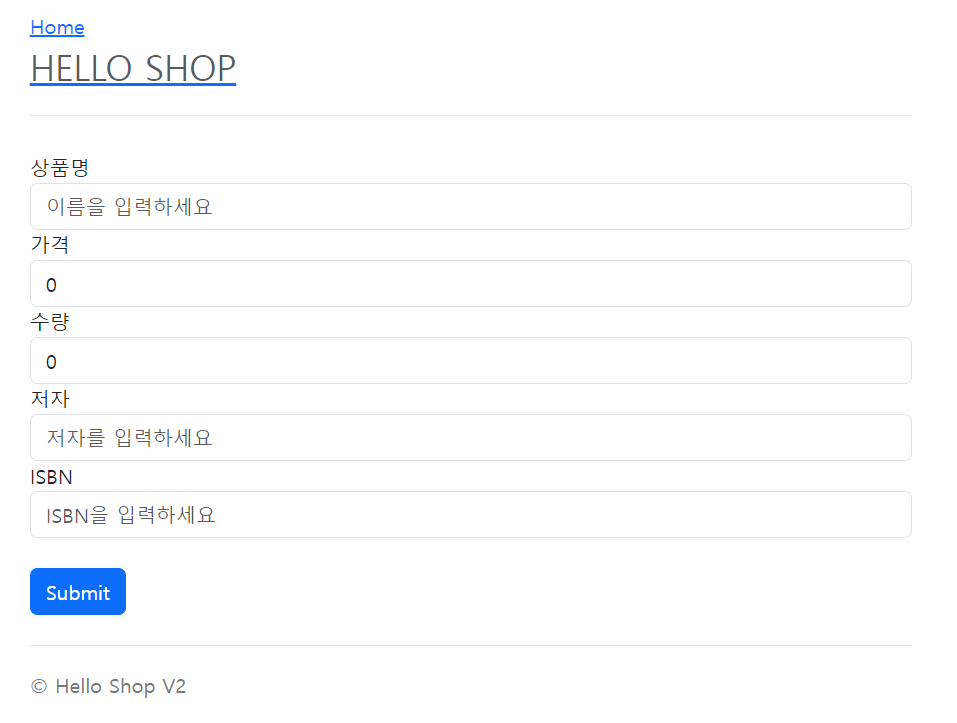 Home
HELLO SHOP
상품명
이름을 입력하세요
가격
0
수량
0
저자
저자를 입력하세요
ISBN
ISBN을 입력하세요
Submit
© Hello Shop V2